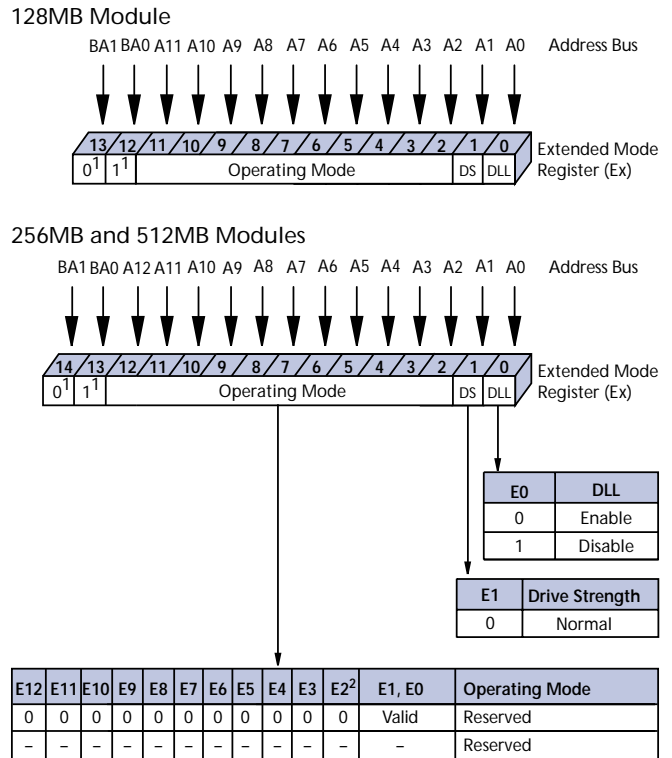 128MB Module
BA1 BA0 A11 A10 A9 A8 A7 A6 A5 A4 A3 A2 A1 A0 Address Bus
13 12 11 10 9 8 7 6 5 4 3 2 1 0 Extended Mode
0¹ 1¹ Operating Mode DS DLL Register (Ex)
256MB and 512MB Modules
BA1 BA0 A12 A11 A10 A9 A8 A7 A6 A5 A4 A3 A2 A1 A0 Address Bus
14 13 12 11 10 9 8 7 6 5 4 3 2 1 0 Extended Mode
0¹ 1¹ Operating Mode DS DLL Register (Ex)
E0 DLL
0 Enable
1 Disable
E1 Drive Strength
0 Normal
E12 E11 E10 E9 E8 E7 E6 E5 E4 E3 E2² E1, E0 Operating Mode
0 0 0 0 0 0 0 0 0 0 0 Valid Reserved
– – – – – – – – – – – – Reserved